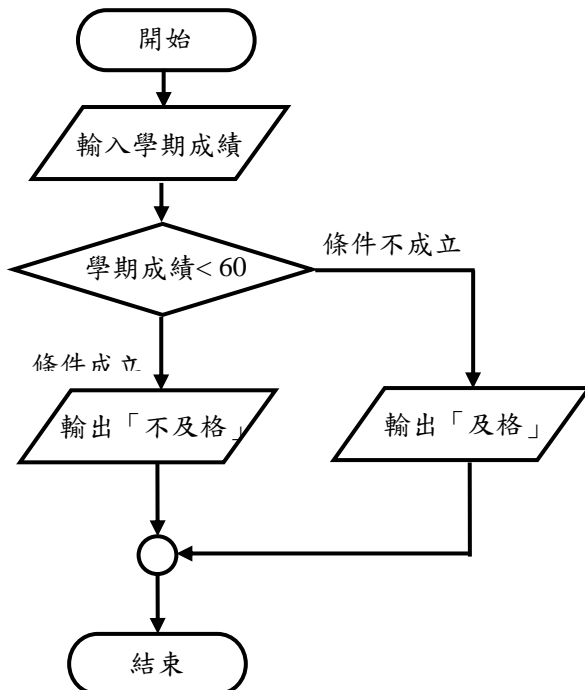 開始
輸入學期成績
條件不成立
學期成績< 60
條件成立
輸出「不及格」
輸出「及格」
結束